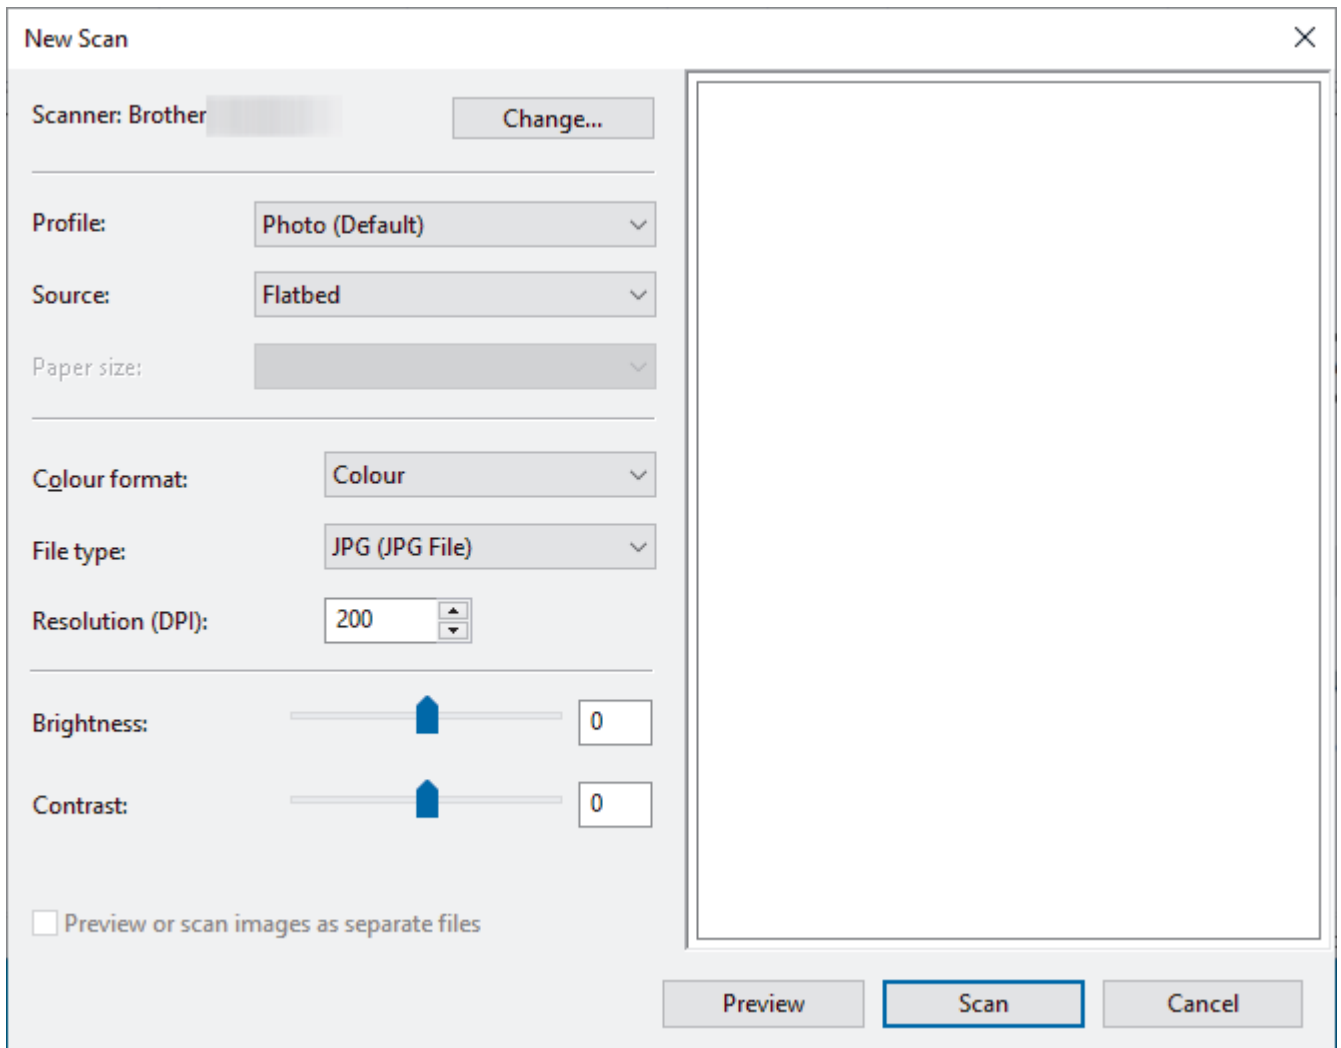 New Scan
Scanner: Brother
Change...
Profile:
Photo (Default)
Source:
Flatbed
Paper size:
Colour format:
Colour
File type:
JPG (JPG File)
Resolution (DPI):
200
Brightness:
0
Contrast:
0
Preview or scan images as separate files
Preview
Scan
Cancel